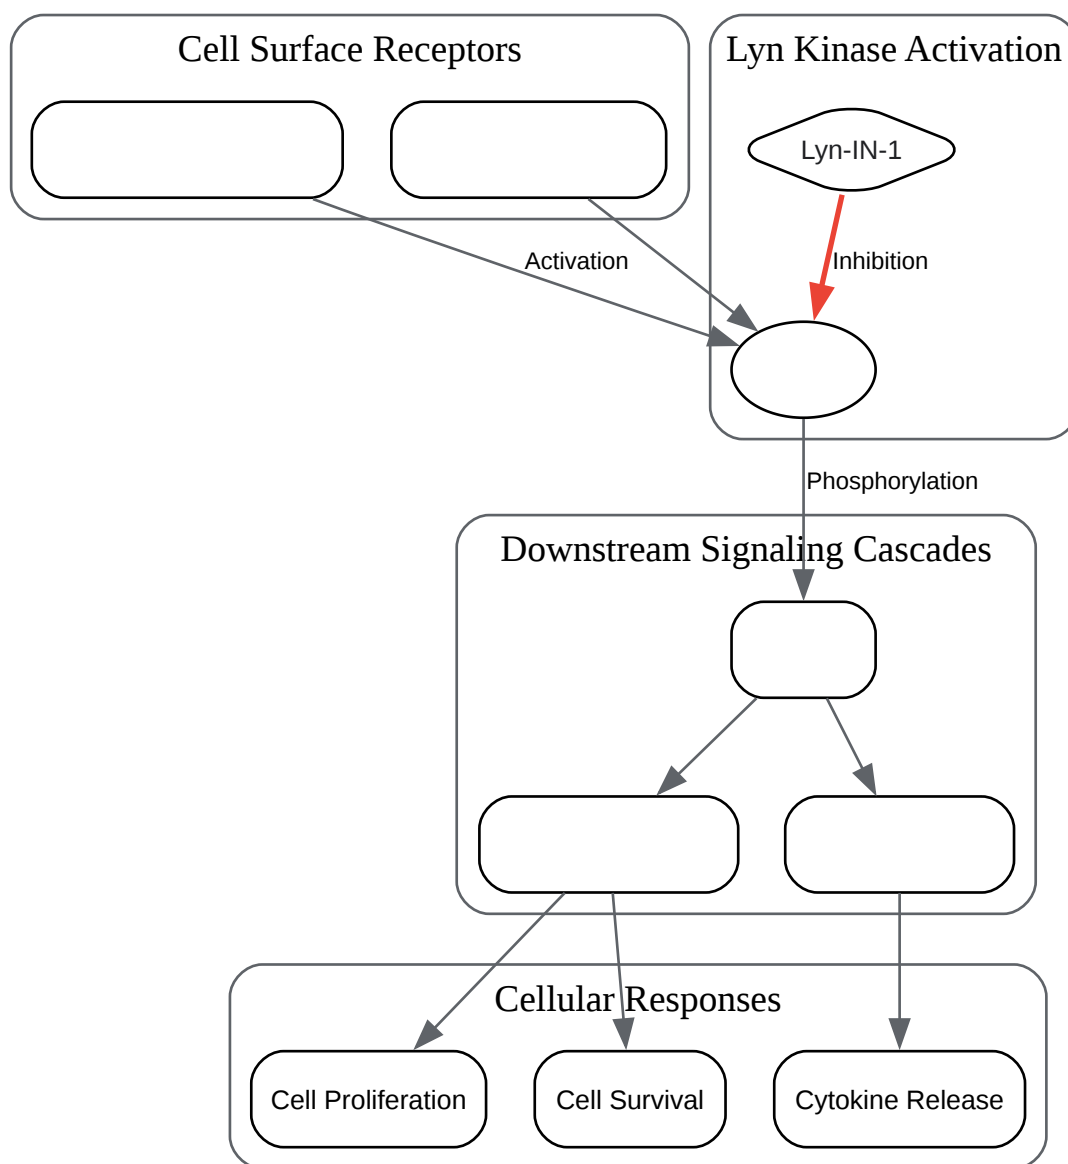 Cell Surface Receptors
Lyn Kinase Activation
Lyn-IN-1
Activation
Inhibition
Phosphorylation
Downstream Signaling Cascades
Cellular Responses
Cell Proliferation
Cell Survival
Cytokine Release